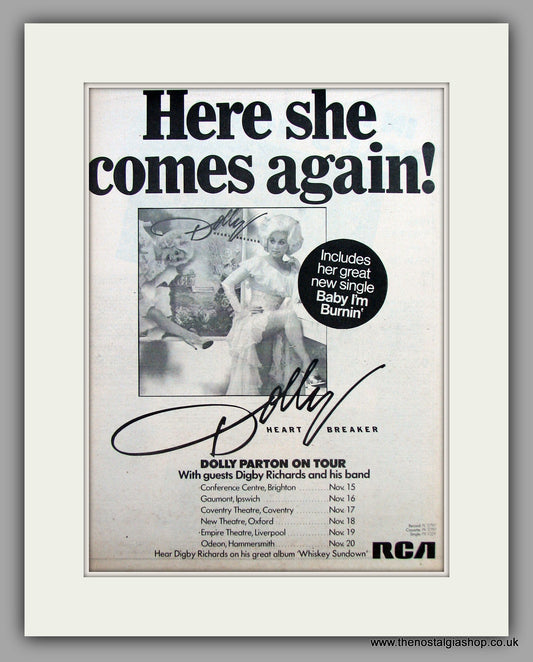 Here she
comes again!
Dolly
Includes
her great
new single
Baby I'm
Burnin'
Dolly
HEART BREAKER
DOLLY PARTON ON TOUR
With guests Digby Richards and his band
Conference Centre, Brighton ........... Nov. 15
Gaumont, Ipswich ........... Nov. 16
Coventry Theatre, Coventry ........... Nov. 17
New Theatre, Oxford ........... Nov. 18
Empire Theatre, Liverpool ........... Nov. 19
Odeon, Hammersmith ........... Nov. 20
Hear Digby Richards on his great album 'Whiskey Sundown'
RCA
www.thenostalgiashop.co.uk